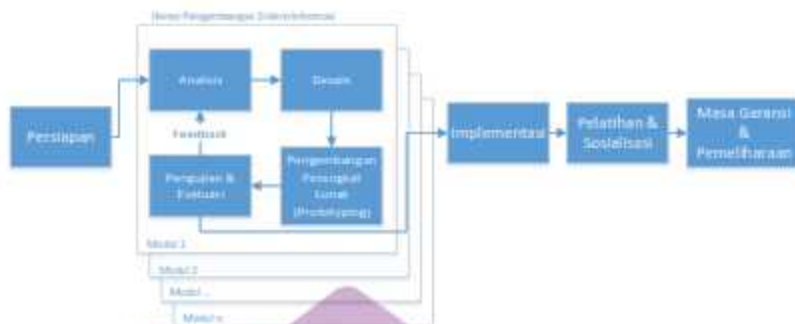 Pengembangan Sistem Informasi
Persiapan
Analisis
Desain
Feedback
Pengujian &
Evaluasi
Pengembangan
Perangkat
Lunak
(Prototyping)
Modul 1
Modul 2
Modul ...
Modul n
Implementasi
Pelatihan &
Sosialisasi
Masa Garansi
&
Pemeliharaan